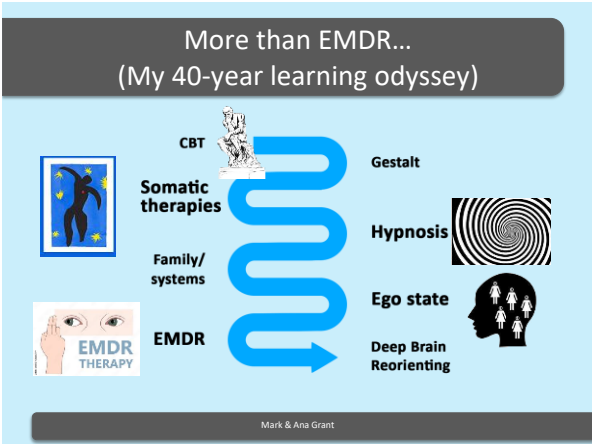 More than EMDR…
(My 40-year learning odyssey)
CBT
Gestalt
Somatic
therapies
Hypnosis
Family/
systems
Ego state
EMDR
EMDR
THERAPY
Deep Brain
Reorienting
Mark & Ana Grant